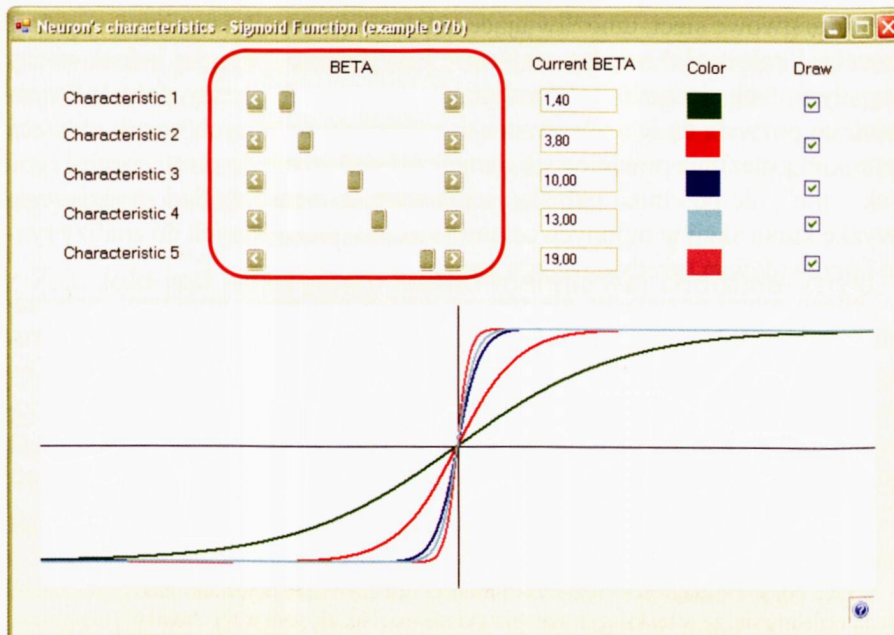 Neuron's characteristics - Sigmoid Function (example 07b)
BETA Current BETA Color Draw
Characteristic 1 1,40
Characteristic 2 3,80
Characteristic 3 10,00
Characteristic 4 13,00
Characteristic 5 19,00